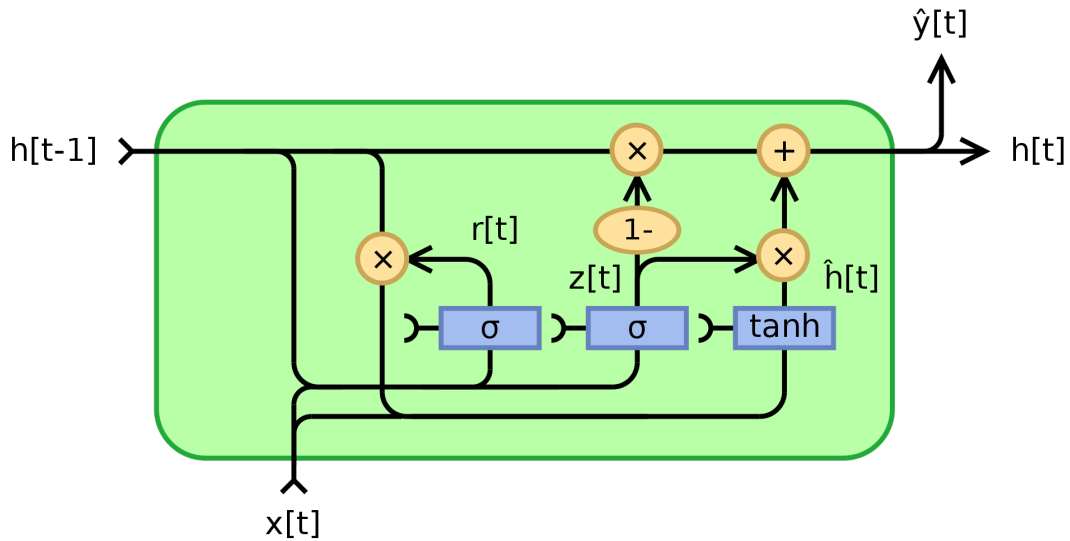 ŷ[t]
h[t-1]
×
+
h[t]
r[t]
1-
×
×
z[t]
ĥ[t]
σ
σ
tanh
x[t]